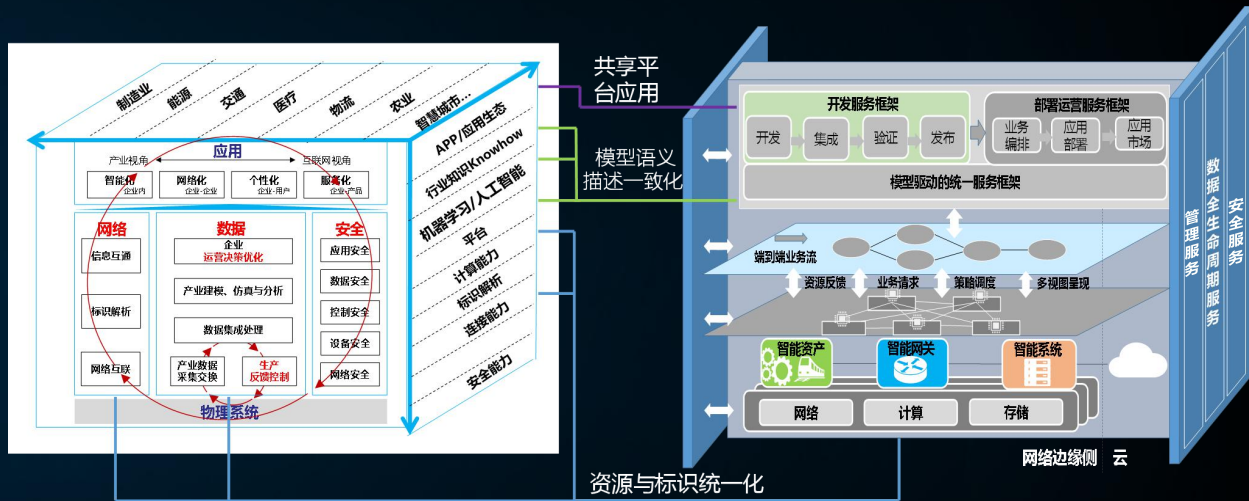 制造业
能源
交通
医疗
物流
农业
智慧城市...
APP/应用生态
行业知识Knowhow
机器学习/人工智能
平台
计算能力
标识解析
连接能力
安全能力
应用
产业视角
互联网视角
智能化
企业内
网络化
企业-企业
个性化
企业-用户
服务化
企业-产品
网络
信息互通
标识解析
网络互联
数据
企业
运营决策优化
产业建模、仿真与分析
数据集成处理
产业数据
采集交换
生产
反馈控制
安全
应用安全
数据安全
控制安全
设备安全
网络安全
物理系统
共享平
台应用
模型语义
描述一致化
资源与标识统一化
开发服务框架
开发
集成
验证
发布
部署运营服务框架
业务
编排
应用
部署
应用
市场
模型驱动的统一服务框架
端到端业务流
资源反馈
业务请求
策略调度
多视图呈现
智能资产
智能网关
智能系统
网络
计算
存储
网络边缘侧
云
管理服务
数据全生命周期服务
安全服务